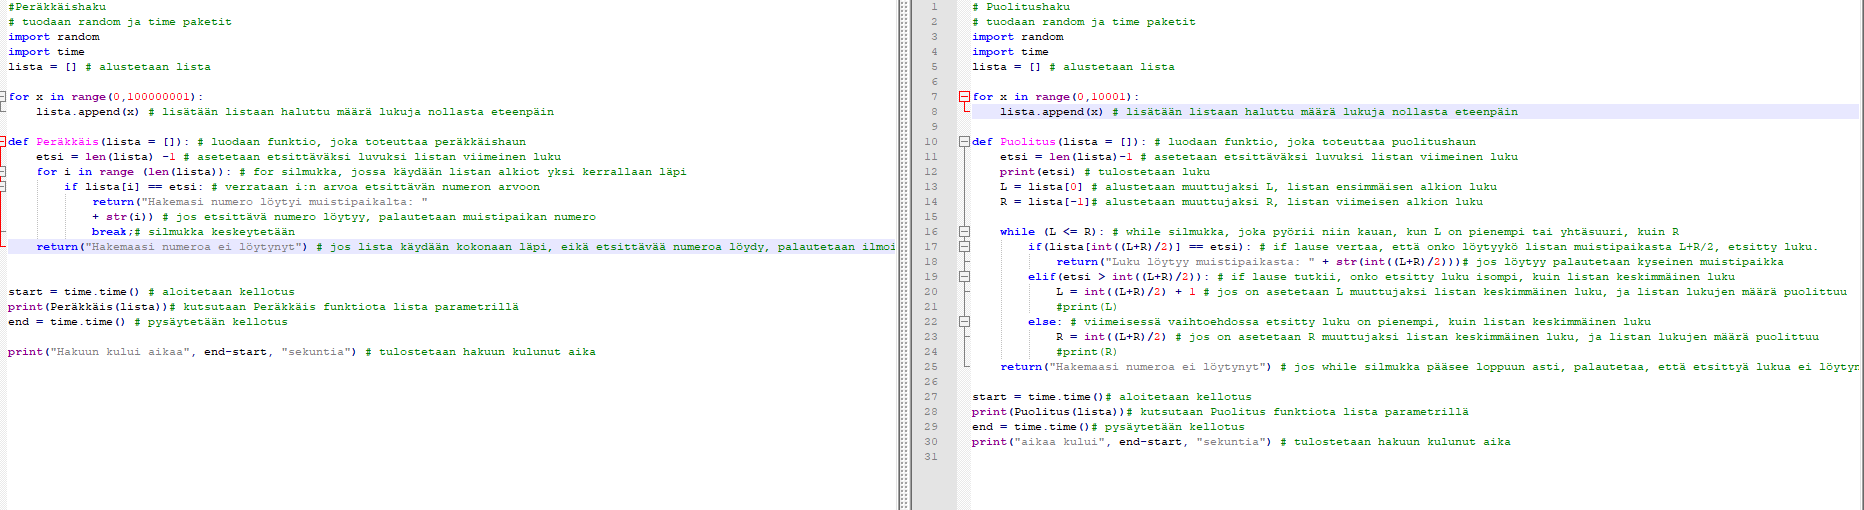 #Peräkkäishaku
# tuodaan random ja time paketit
import random
import time
lista = [] # alustetaan lista
for x in range(0,100000001):
lista.append(x) # lisätään listaan haluttu määrä lukuja nollasta eteenpäin
def Peräkkäis(lista = []): # luodaan funktio, joka toteuttaa peräkkäishaun
etsi = len(lista) -1 # asetetaan etsittäväksi luvuksi listan viimeinen luku
for i in range (len(lista)): # for silmukka, jossa käydään listan alkiot yksi kerrallaan läpi
if lista[i] == etsi: # verrataan i:n arvoa etsittävän numeron arvoon
return("Hakemasi numero löytyi muistipaikalta: "
+ str(i)) # jos etsittävä numero löytyy, palautetaan muistipaikan numero
break;# silmukka keskeytetään
return("Hakemaasi numeroa ei löytynyt") # jos lista käydään kokonaan läpi, eikä etsittävää numeroa löydy, palautetaan ilmoi
start = time.time() # aloitetaan kellotus
print(Peräkkäis(lista))# kutsutaan Peräkkäis funktiota lista parametrillä
end = time.time() # pysäytetään kellotus
print("Hakuun kului aikaa", end-start, "sekuntia") # tulostetaan hakuun kulunut aika
1 # Puolitushaku
2 # tuodaan random ja time paketit
3 import random
4 import time
5 lista = [] # alustetaan lista
6
7 for x in range(0,10001):
8 lista.append(x) # lisätään listaan haluttu määrä lukuja nollasta eteenpäin
9
10 def Puolitus(lista = []): # luodaan funktio, joka toteuttaa puolitushaun
11 etsi = len(lista)-1 # asetetaan etsittäväksi luvuksi listan viimeinen luku
12 print(etsi) # tulostetaan luku
13 L = lista[0] # alustetaan muuttujaksi L, listan ensimmäisen alkion luku
14 R = lista[-1]# alustetaan muuttujaksi R, listan viimeisen alkion luku
15
16 while (L <= R): # while silmukka, joka pyörii niin kauan, kun L on pienempi tai yhtäsuuri, kuin R
17 if(lista[int((L+R)/2)] == etsi): # if lause vertaa, että onko löytyykö listan muistipaikasta L+R/2, etsitty luku.
18 return("Luku löytyy muistipaikasta: " + str(int((L+R)/2)))# jos löytyy palautetaan kyseinen muistipaikka
19 elif(etsi > int((L+R)/2)): # if lause tutkii, onko etsitty luku isompi, kuin listan keskimmäinen luku
20 L = int((L+R)/2) + 1 # jos on asetetaan L muuttujaksi listan keskimmäinen luku, ja listan lukujen määrä puolittuu
21 #print(L)
22 else: # viimeisessä vaihtoehdossa etsitty luku on pienempi, kuin listan keskimmäinen luku
23 R = int((L+R)/2) # jos on asetetaan R muuttujaksi listan keskimmäinen luku, ja listan lukujen määrä puolittuu
24 #print(R)
25 return("Hakemaasi numeroa ei löytynyt") # jos while silmukka pääsee loppuun asti, palautetaa, että etsittyä lukua ei löytyn
26
27 start = time.time()# aloitetaan kellotus
28 print(Puolitus(lista))# kutsutaan Puolitus funktiota lista parametrillä
29 end = time.time()# pysäytetään kellotus
30 print("aikaa kului", end-start, "sekuntia") # tulostetaan hakuun kulunut aika
31